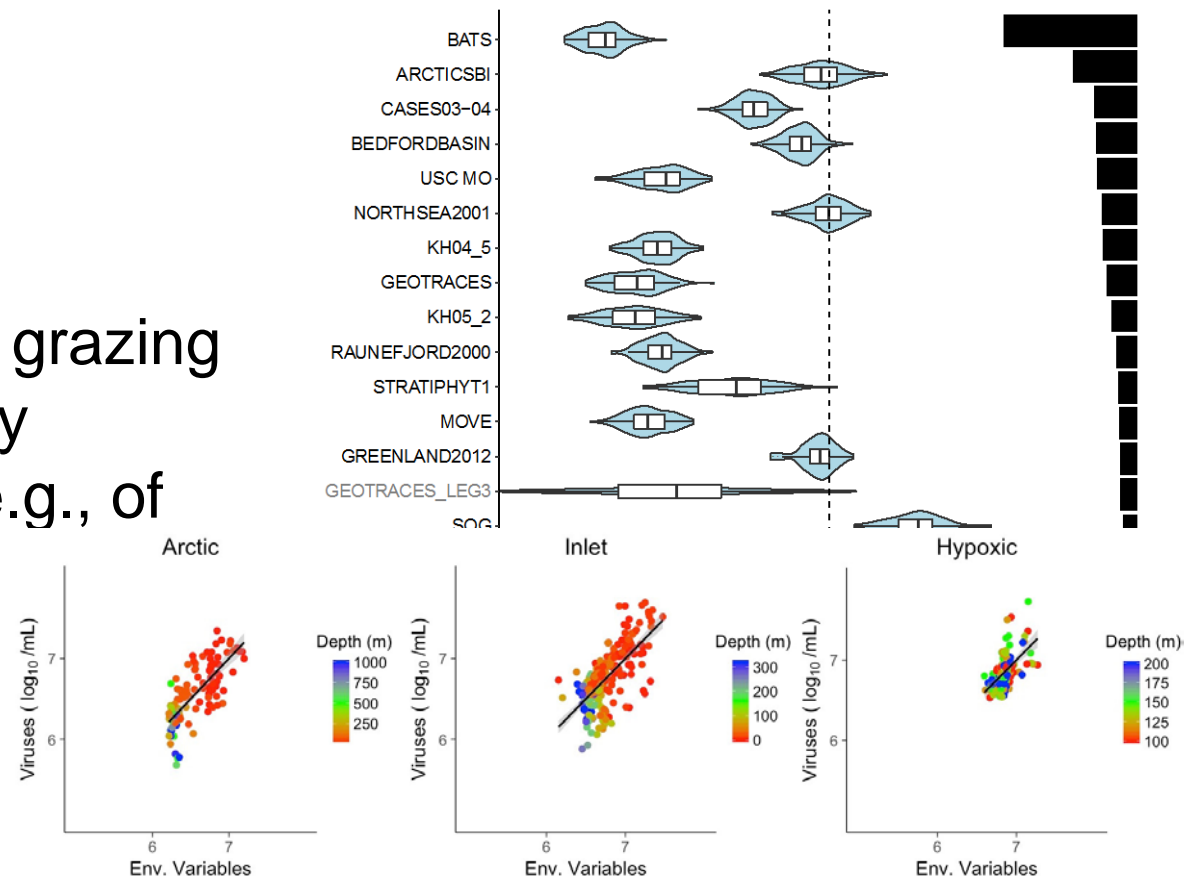 grazing
y
e.g., of
BATS
ARCTICSBI
CASES03−04
BEDFORDBASIN
USC MO
NORTHSEA2001
KH04_5
GEOTRACES
KH05_2
RAUNEFJORD2000
STRATIPHYT1
MOVE
GREENLAND2012
GEOTRACES_LEG3
SOG
Arctic
Viruses ( log10 /mL)
7
6
6 7
Env. Variables
Depth (m)
1000
750
500
250
Inlet
Viruses ( log10 /mL)
7
6
6 7
Env. Variables
Depth (m)
300
200
100
0
Hypoxic
Viruses ( log10 /mL)
7
6
6 7
Env. Variables
Depth (m)
200
175
150
125
100